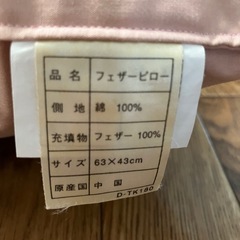 品名 フェザーピロー
側地 綿 100%
充填物 フェザー 100%
サイズ 63×43cm
原産国 中国
D-TK180